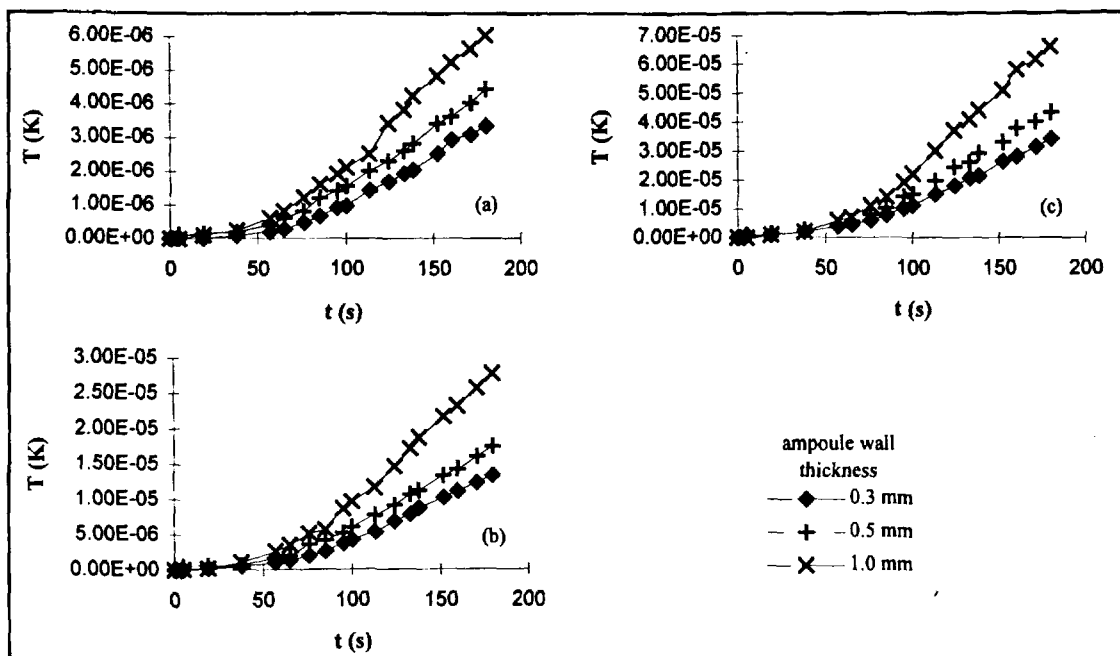 6.00E-06
5.00E-06
4.00E-06
3.00E-06
2.00E-06
1.00E-06
0.00E+00
T (K)
0 50 100 150 200
t (s)
(a)
7.00E-05
6.00E-05
5.00E-05
4.00E-05
3.00E-05
2.00E-05
1.00E-05
0.00E+00
T (K)
0 50 100 150 200
t (s)
(c)
3.00E-05
2.50E-05
2.00E-05
1.50E-05
1.00E-05
5.00E-06
0.00E+00
T (K)
0 50 100 150 200
t (s)
(b)
ampoule wall
thickness
0.3 mm
0.5 mm
1.0 mm